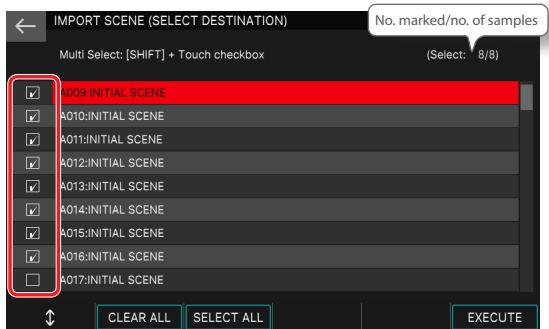 IMPORT SCENE (SELECT DESTINATION)
No. marked/no. of samples
Multi Select: [SHIFT] + Touch checkbox
(Select: 8/8)
A009:INITIAL SCENE
A010:INITIAL SCENE
A011:INITIAL SCENE
A012:INITIAL SCENE
A013:INITIAL SCENE
A014:INITIAL SCENE
A015:INITIAL SCENE
A016:INITIAL SCENE
A017:INITIAL SCENE
CLEAR ALL
SELECT ALL
EXECUTE